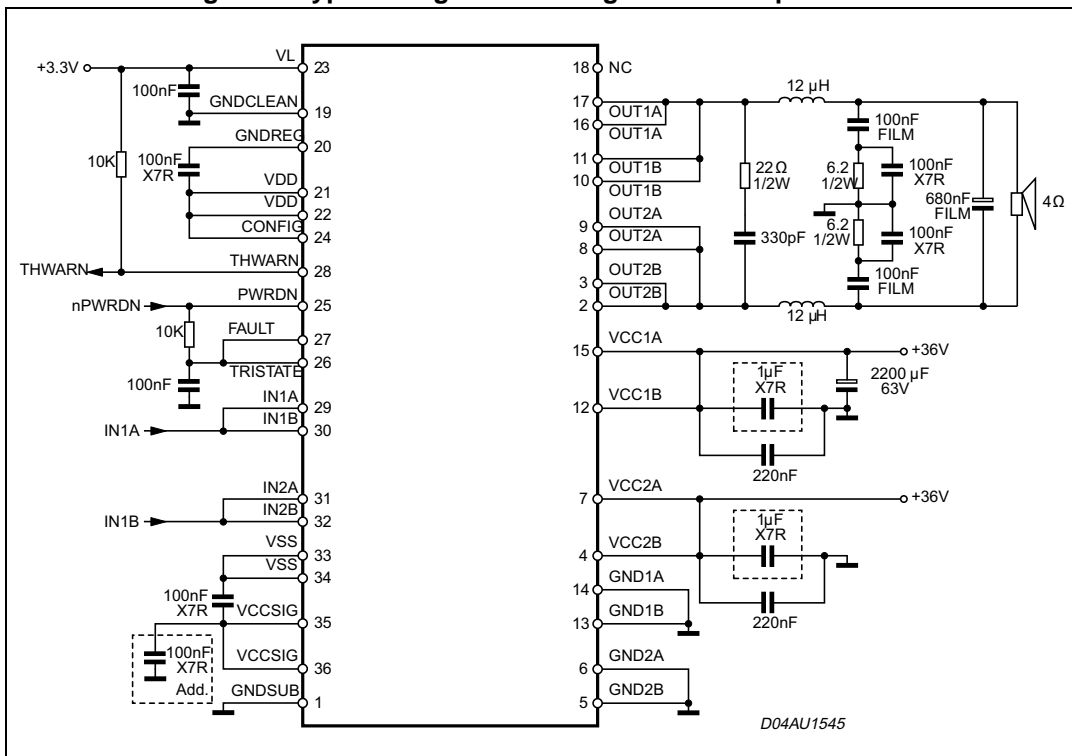 VL
+3.3V
23
100nF
GNDCLEAN
19
GNDREG
20
10K
100nF
X7R
VDD
21
VDD
22
CONFIG
24
THWARN
THWARN
28
nPWRDN
PWRDN
25
10K
FAULT
27
26
TRISTATE
100nF
IN1A
29
IN1A
IN1B
30
IN2A
31
IN1B
IN2B
32
VSS
33
VSS
34
100nF
X7R
VCCSIG
35
100nF
X7R
Add.
VCCSIG
36
GNDSUB
1
18 NC
17
OUT1A
16
OUT1A
11
OUT1B
10
OUT1B
OUT2A
9
OUT2A
8
OUT2B
3
OUT2B
2
12 µH
22Ω
1/2W
330pF
100nF
FILM
6.2
1/2W
100nF
X7R
6.2
1/2W
100nF
X7R
100nF
FILM
680nF
FILM
4Ω
12 µH
15
VCC1A
+36V
1µF
X7R
2200 µF
63V
12
VCC1B
220nF
7
VCC2A
+36V
1µF
X7R
4
VCC2B
220nF
14
GND1A
13
GND1B
6
GND2A
5
GND2B
D04AU1545